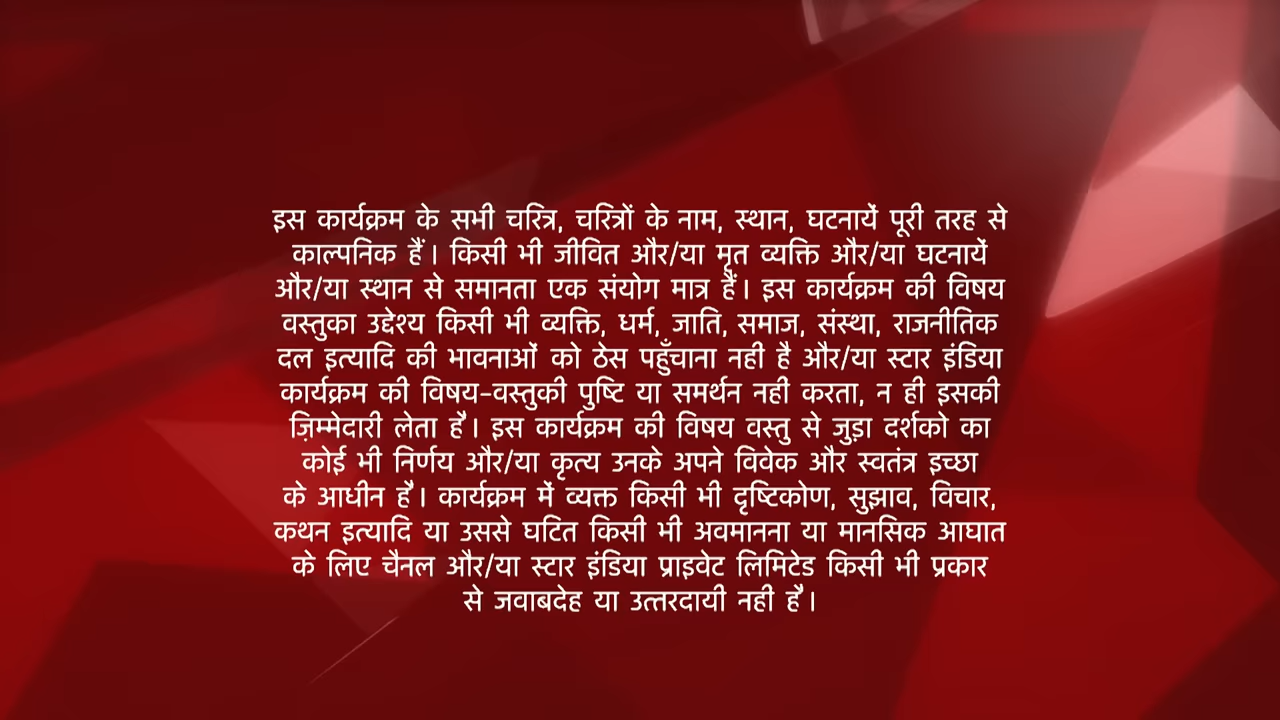 इस कार्यक्रम के सभी चरित्र, चरित्रों के नाम, स्थान, घटनायें पूरी तरह से
काल्पनिक हैं। किसी भी जीवित और/या मृत व्यक्ति और/या घटनायें
और/या स्थान से समानता एक संयोग मात्र हैं। इस कार्यक्रम की विषय
वस्तुका उद्देश्य किसी भी व्यक्ति, धर्म, जाति, समाज, संस्था, राजनीतिक
दल इत्यादि की भावनाओं को ठेस पहुँचाना नही है और/या स्टार इंडिया
कार्यक्रम की विषय-वस्तुकी पुष्टि या समर्थन नही करता, न ही इसकी
ज़िम्मेदारी लेता हैं। इस कार्यक्रम की विषय वस्तु से जुड़ा दर्शको का
कोई भी निर्णय और/या कृत्य उनके अपने विवेक और स्वतंत्र इच्छा
के आधीन हैं। कार्यक्रम में व्यक्त किसी भी दृष्टिकोण, सुझाव, विचार,
कथन इत्यादि या उससे घटित किसी भी अवमानना या मानसिक आघात
के लिए चैनल और/या स्टार इंडिया प्राइवेट लिमिटेड किसी भी प्रकार
से जवाबदेह या उत्तरदायी नही हैं।